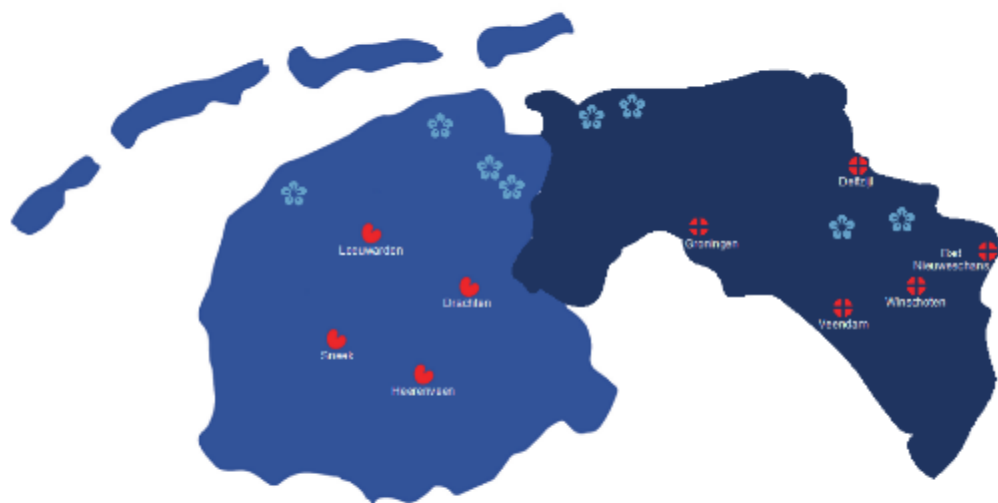 Delfzijl
Groningen
Leeuwarden
Bad
Nieuweschans
Drachten
Winschoten
Veendam
Sneek
Heerenveen